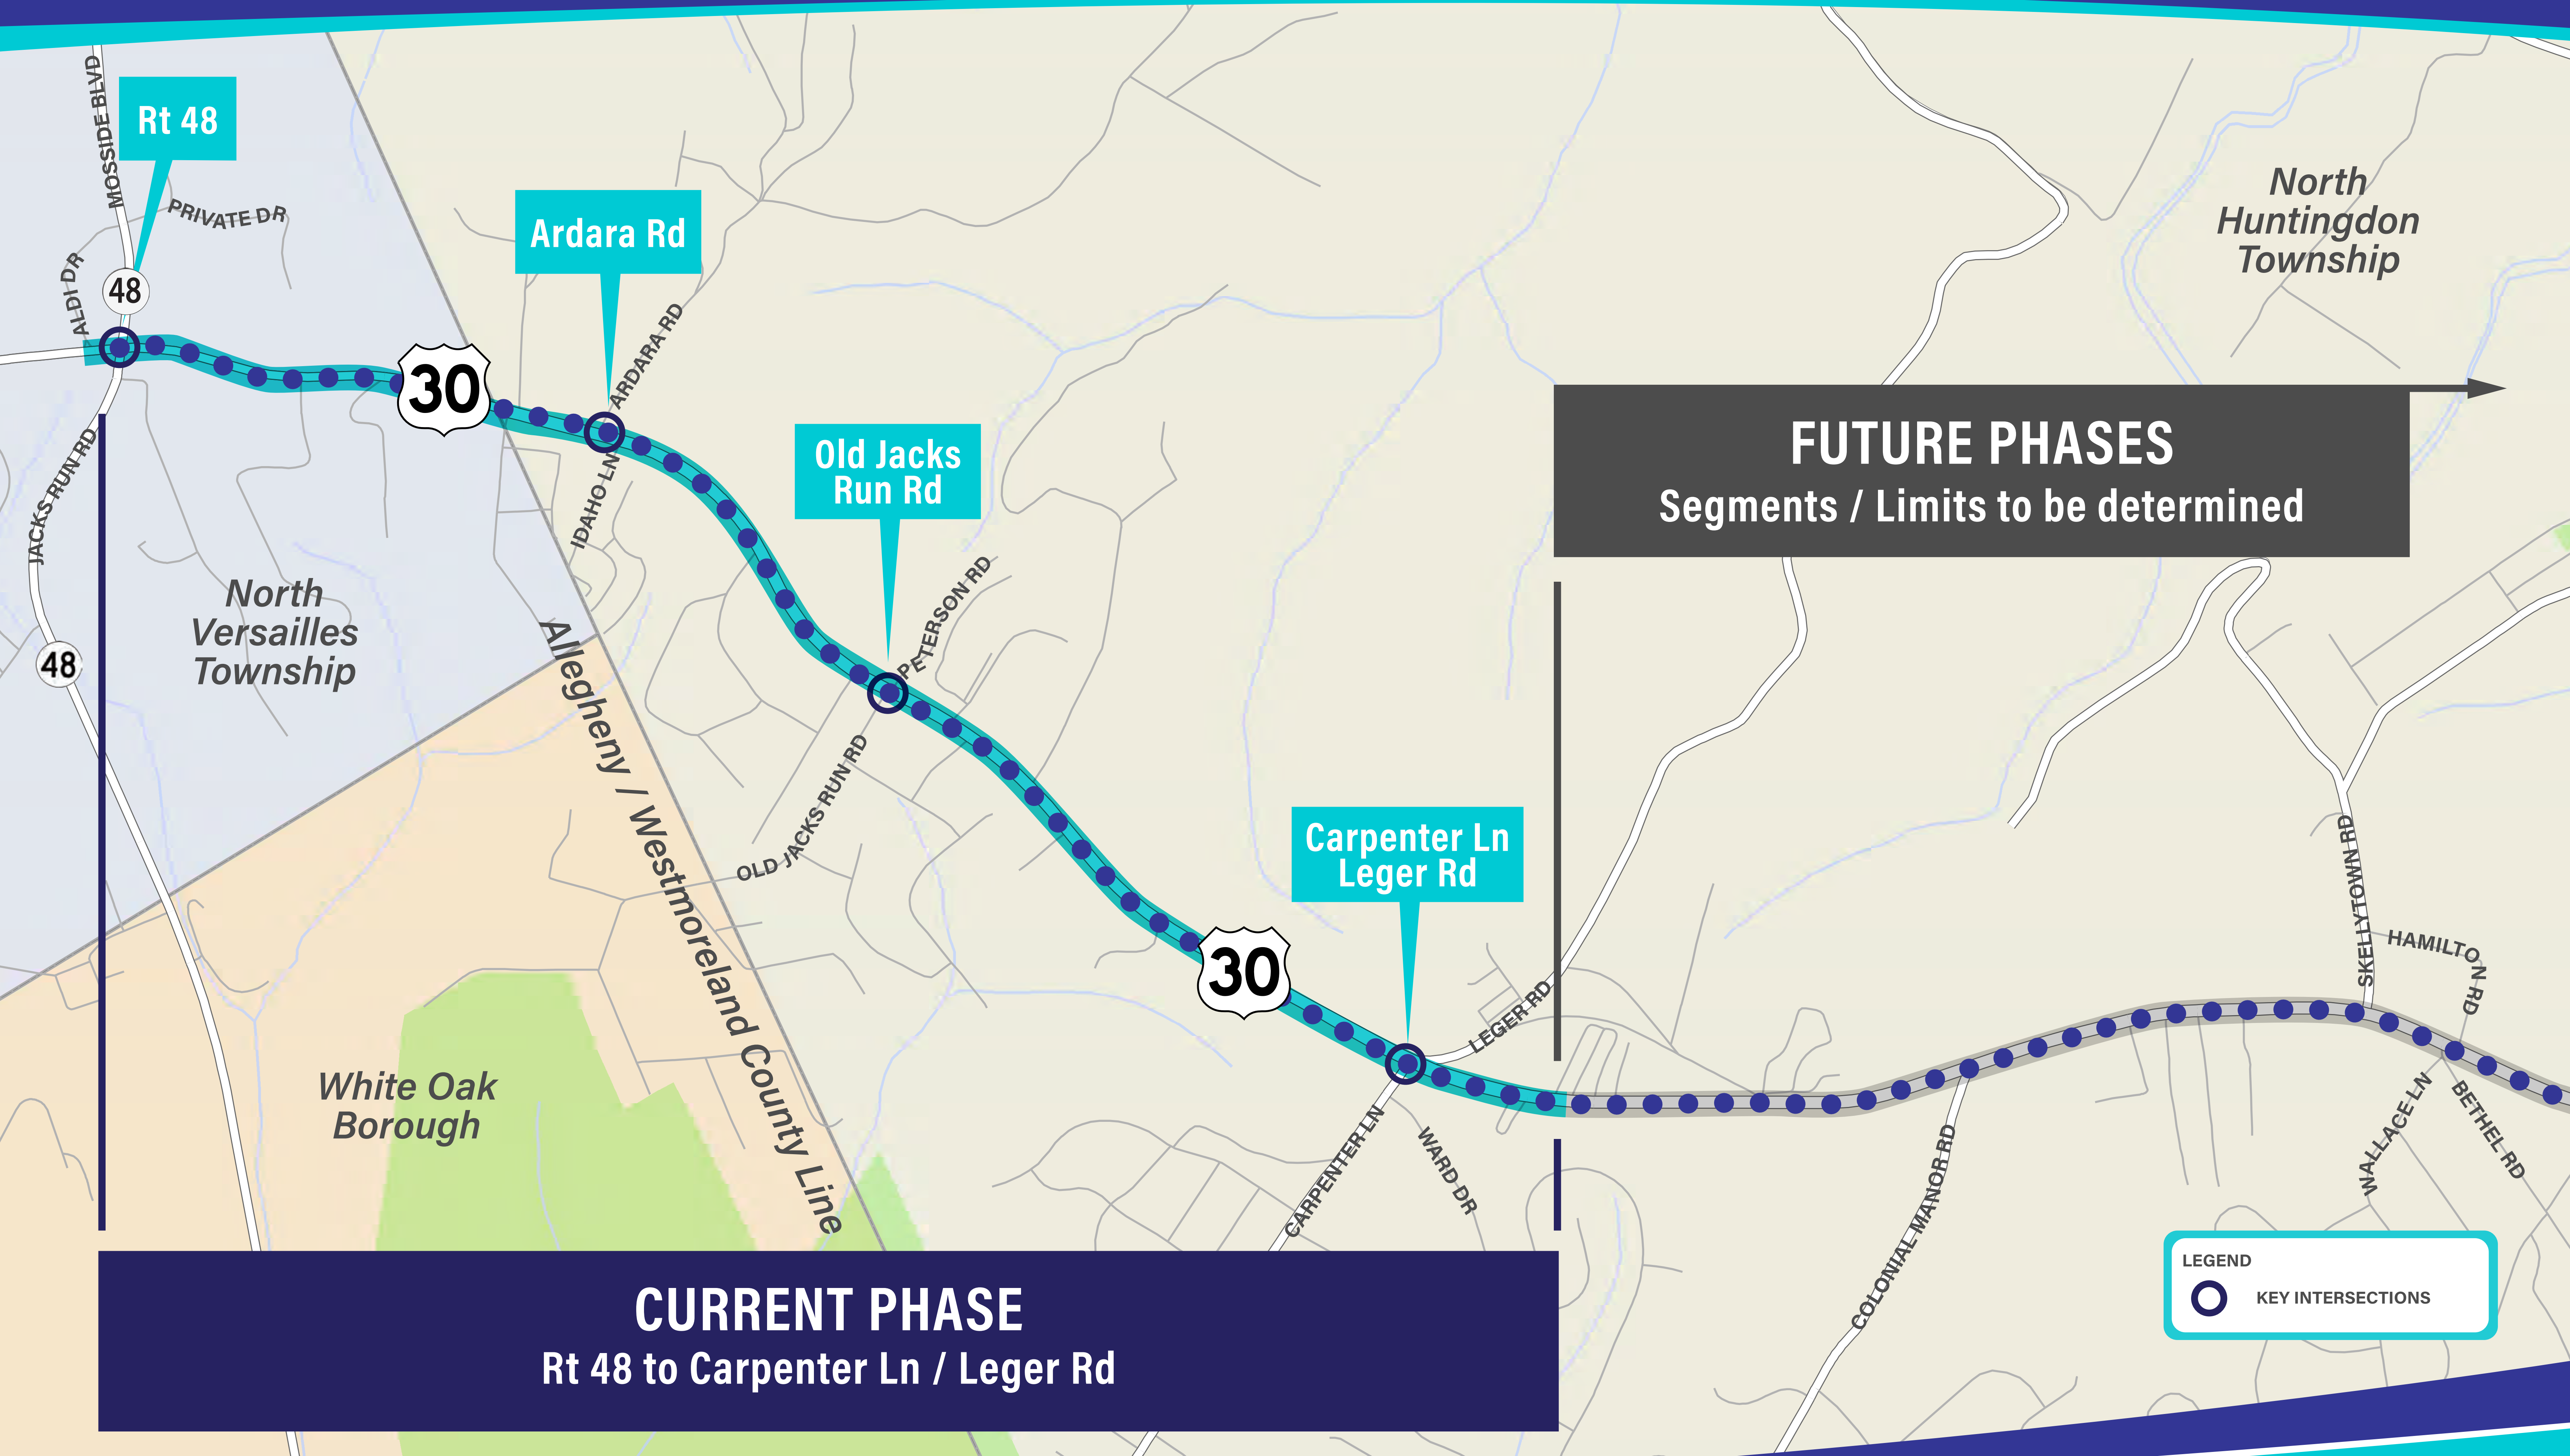 MOSSIDE BLVD
Rt 48
PRIVATE DR
ALDI DR
48
Ardara Rd
ARDARA RD
30
IDAHO LN
JACKS RUN RD
48
North
Versailles
Township
Old Jacks
Run Rd
PETERSON RD
OLD JACKS RUN RD
Allegheny / Westmoreland County Line
White Oak
Borough
North
Huntingdon
Township
FUTURE PHASES
Segments / Limits to be determined
Carpenter Ln
Leger Rd
30
LEGER RD
CARPENTER LN
WARD DR
SKELLYTOWN RD
HAMILTON RD
WALLACE LN
BETHEL RD
COLONIAL MANOR RD
CURRENT PHASE
Rt 48 to Carpenter Ln / Leger Rd
LEGEND
KEY INTERSECTIONS